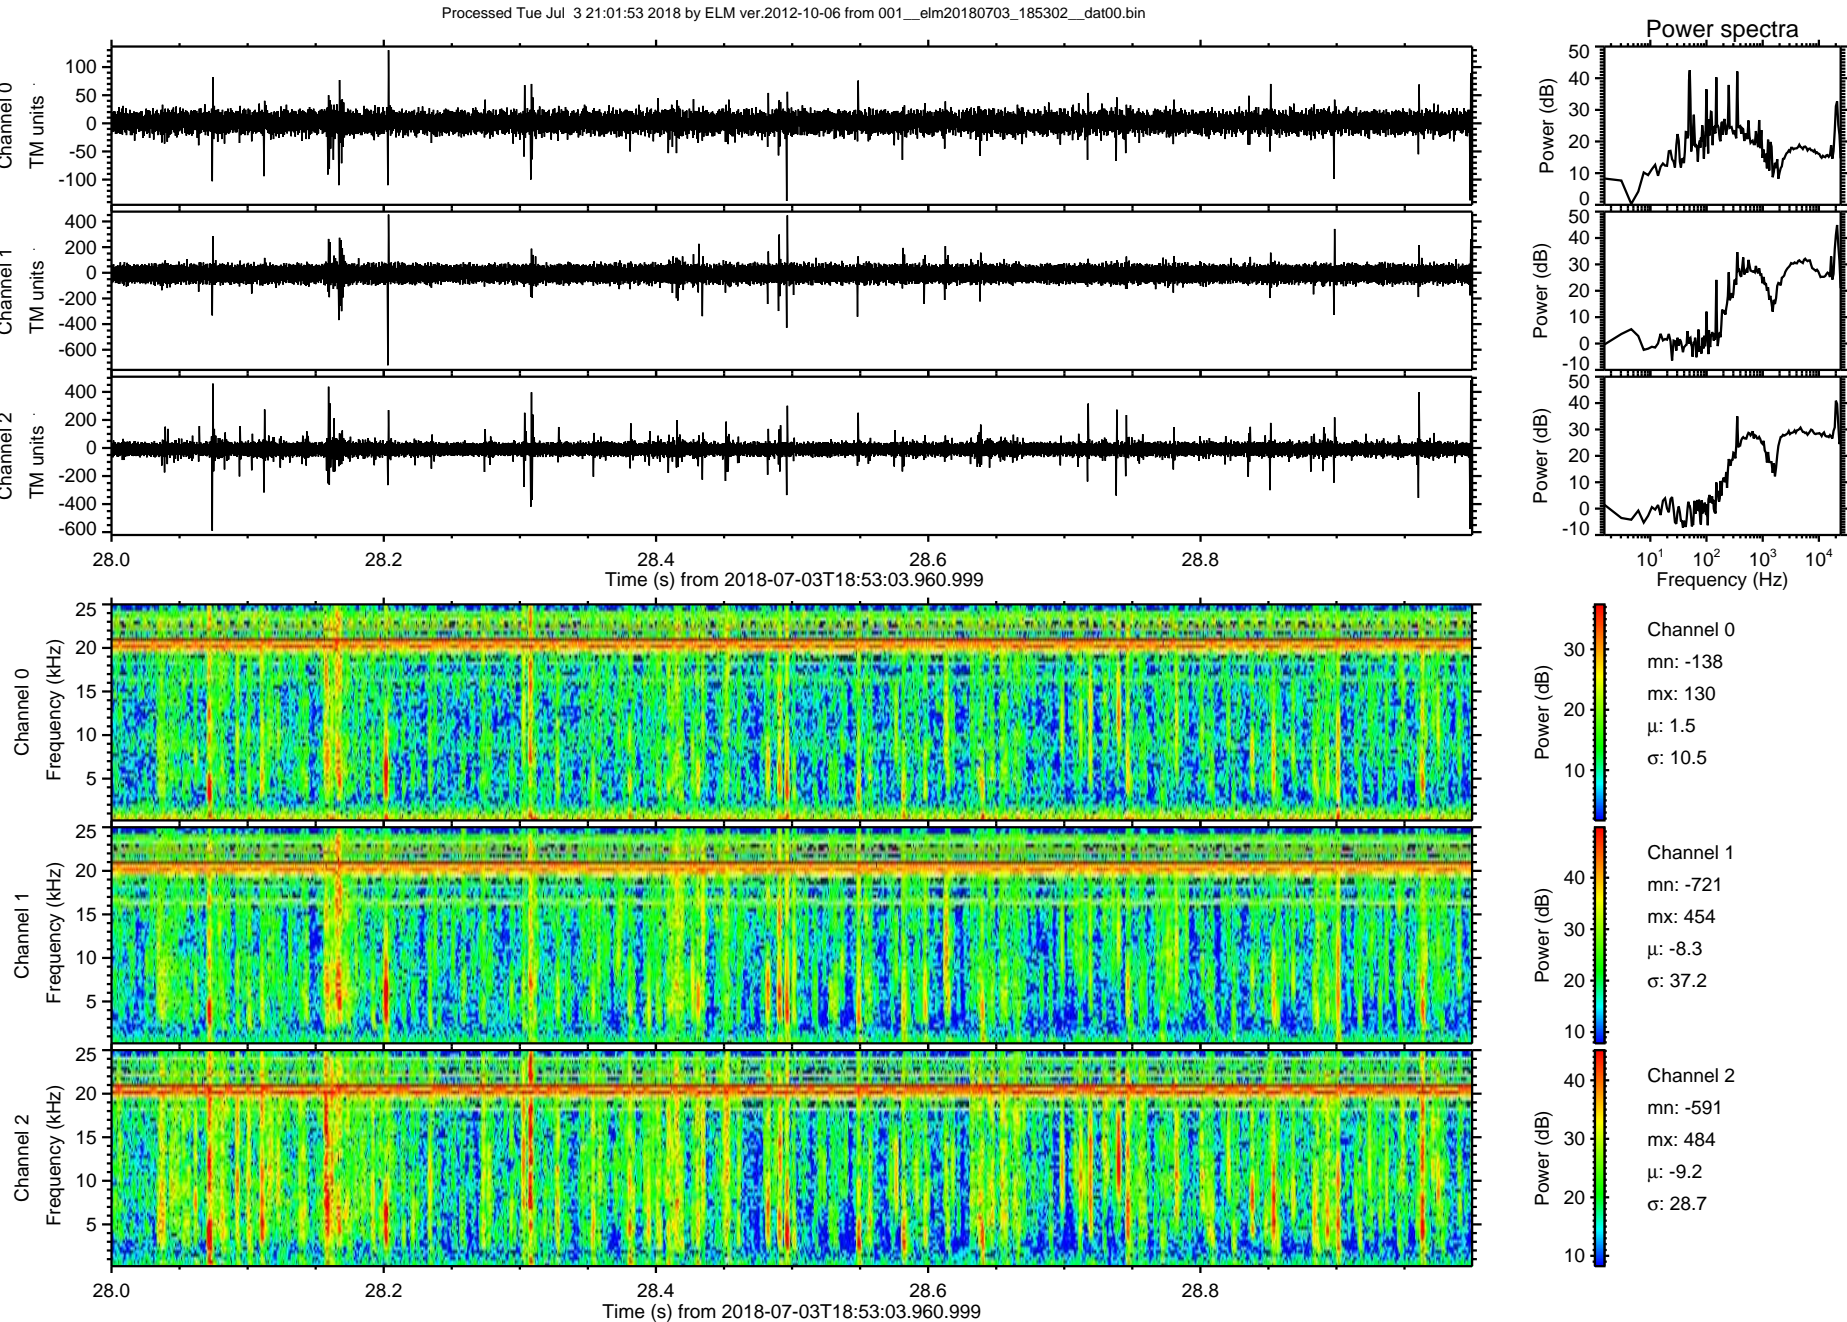 Processed Tue Jul  3 21:01:53 2018 by ELM ver.2012-10-06 from 001__elm20180703_185302__dat00.bin
Power spectra
Channel 0
TM units
100
50
0
-50
-100
Power (dB)
50
40
30
20
10
0
Channel 1
TM units
400
200
0
-200
-400
-600
Power (dB)
50
40
30
20
10
0
-10
Channel 2
TM units
400
200
0
-200
-400
-600
Power (dB)
50
40
30
20
10
0
-10
28.0 28.2 28.4 28.6 28.8
Time (s) from 2018-07-03T18:53:03.960.999
10¹ 10² 10³ 10⁴
Frequency (Hz)
Channel 0
Frequency (kHz)
25
20
15
10
5
Power (dB)
30
20
10
Channel 0
mn: -138
mx: 130
μ: 1.5
σ: 10.5
Channel 1
Frequency (kHz)
25
20
15
10
5
Power (dB)
40
30
20
10
Channel 1
mn: -721
mx: 454
μ: -8.3
σ: 37.2
Channel 2
Frequency (kHz)
25
20
15
10
5
Power (dB)
40
30
20
10
Channel 2
mn: -591
mx: 484
μ: -9.2
σ: 28.7
28.0 28.2 28.4 28.6 28.8
Time (s) from 2018-07-03T18:53:03.960.999